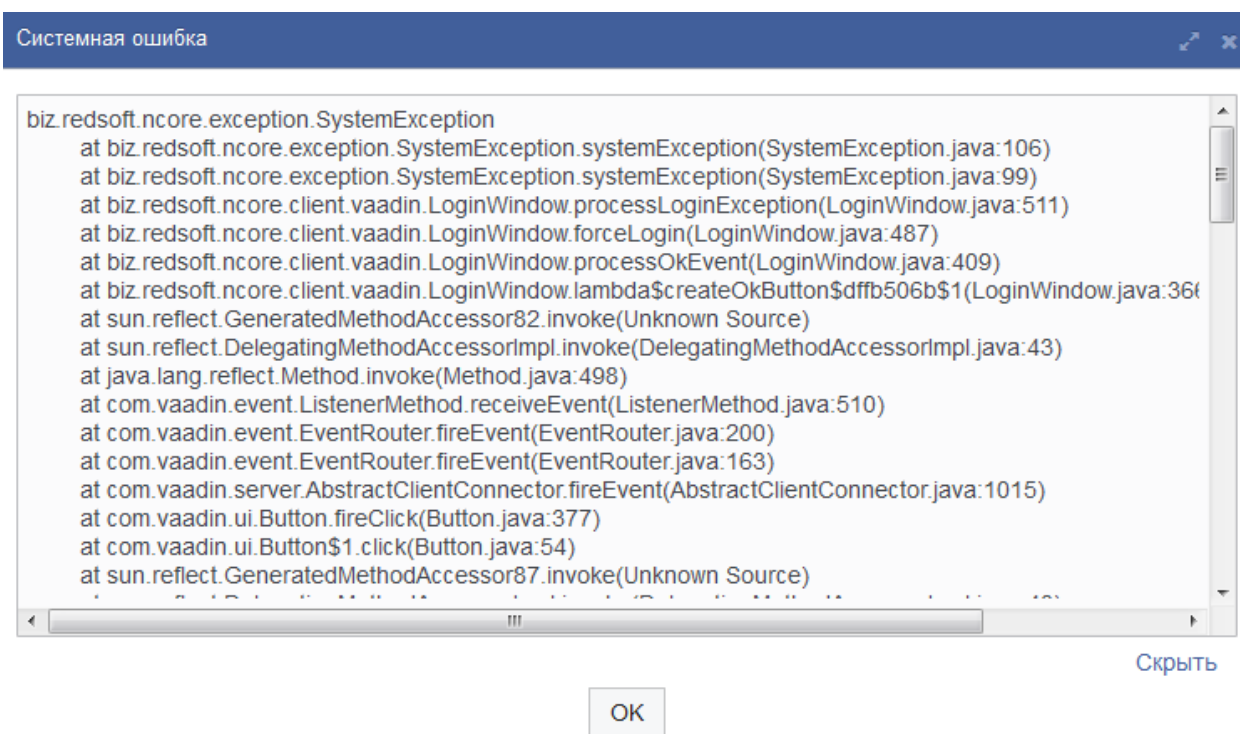 Системная ошибка
biz.redsoft.ncore.exception.SystemException
at biz.redsoft.ncore.exception.SystemException.systemException(SystemException.java:106)
at biz.redsoft.ncore.exception.SystemException.systemException(SystemException.java:99)
at biz.redsoft.ncore.client.vaadin.LoginWindow.processLoginException(LoginWindow.java:511)
at biz.redsoft.ncore.client.vaadin.LoginWindow.forceLogin(LoginWindow.java:487)
at biz.redsoft.ncore.client.vaadin.LoginWindow.processOkEvent(LoginWindow.java:409)
at biz.redsoft.ncore.client.vaadin.LoginWindow.lambda$createOkButton$dffb506b$1(LoginWindow.java:366
at sun.reflect.GeneratedMethodAccessor82.invoke(Unknown Source)
at sun.reflect.DelegatingMethodAccessorImpl.invoke(DelegatingMethodAccessorImpl.java:43)
at java.lang.reflect.Method.invoke(Method.java:498)
at com.vaadin.event.ListenerMethod.receiveEvent(ListenerMethod.java:510)
at com.vaadin.event.EventRouter.fireEvent(EventRouter.java:200)
at com.vaadin.event.EventRouter.fireEvent(EventRouter.java:163)
at com.vaadin.server.AbstractClientConnector.fireEvent(AbstractClientConnector.java:1015)
at com.vaadin.ui.Button.fireClick(Button.java:377)
at com.vaadin.ui.Button$1.click(Button.java:54)
at sun.reflect.GeneratedMethodAccessor87.invoke(Unknown Source)
Скрыть
OK